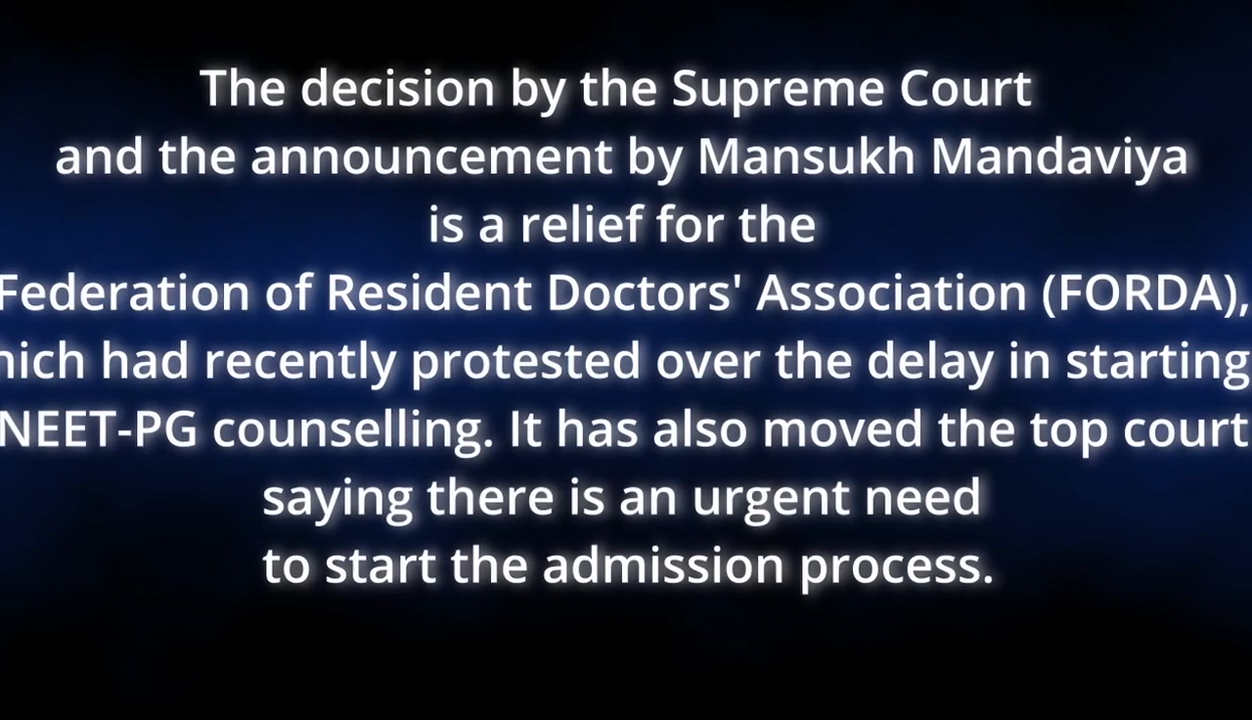 The decision by the Supreme Court
and the announcement by Mansukh Mandaviya
is a relief for the
Federation of Resident Doctors' Association (FORDA),
hich had recently protested over the delay in starting
NEET-PG counselling. It has also moved the top court
saying there is an urgent need
to start the admission process.